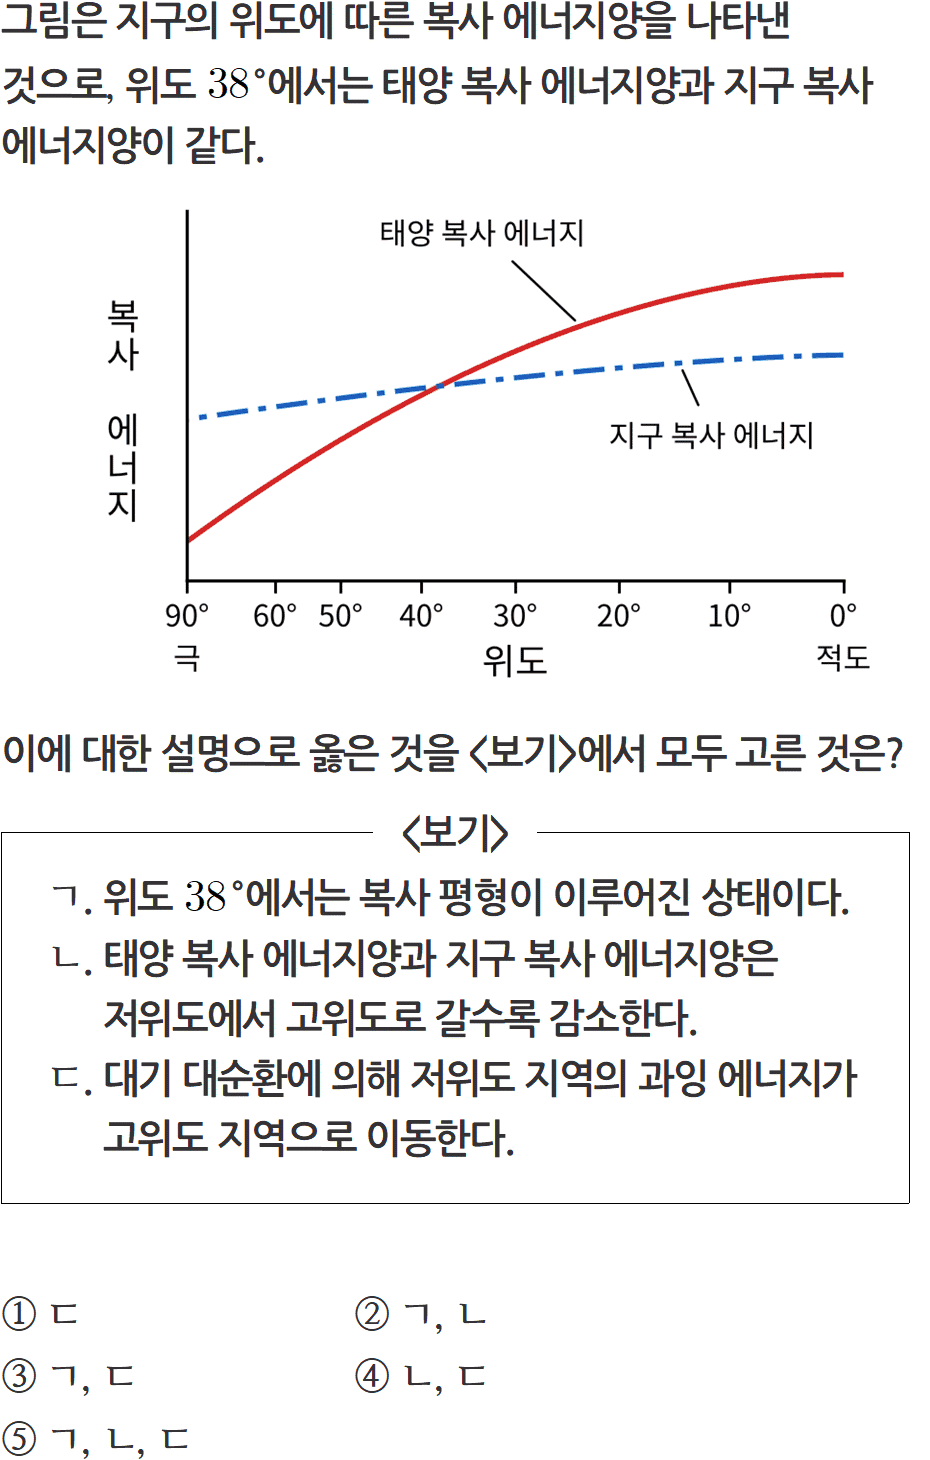 그림은 지구의 위도에 따른 복사 에너지양을 나타낸
것으로, 위도 38°에서는 태양 복사 에너지양과 지구 복사
에너지양이 같다.
태양 복사 에너지
복사 에너지
지구 복사 에너지
90° 60° 50° 40° 30° 20° 10° 0°
극 위도 적도
이에 대한 설명으로 옳은 것을 <보기>에서 모두 고른 것은?
<보기>
ㄱ. 위도 38°에서는 복사 평형이 이루어진 상태이다.
ㄴ. 태양 복사 에너지양과 지구 복사 에너지양은
저위도에서 고위도로 갈수록 감소한다.
ㄷ. 대기 대순환에 의해 저위도 지역의 과잉 에너지가
고위도 지역으로 이동한다.
① ㄷ ② ㄱ, ㄴ
③ ㄱ, ㄷ ④ ㄴ, ㄷ
⑤ ㄱ, ㄴ, ㄷ